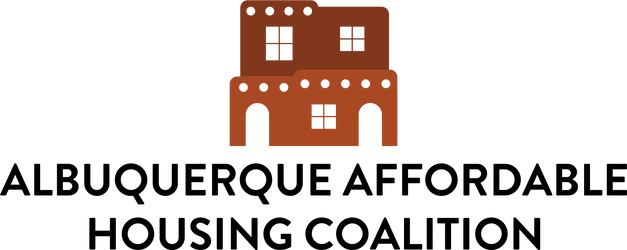 ALBUQUERQUE AFFORDABLE
HOUSING COALITION